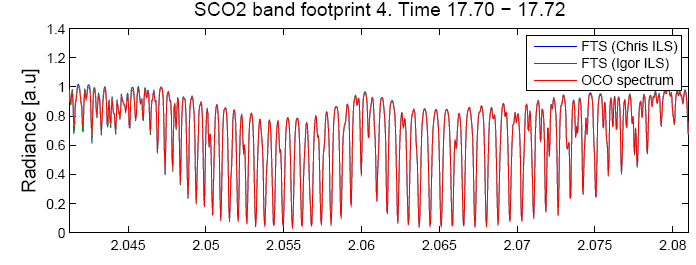 SCO2 band footprint 4. Time 17.70 − 17.72
FTS (Chris ILS)
FTS (Igor ILS)
OCO spectrum
Radiance [a.u]
1.4
1.2
1
0.8
0.6
0.4
0.2
0
2.045 2.05 2.055 2.06 2.065 2.07 2.075 2.08